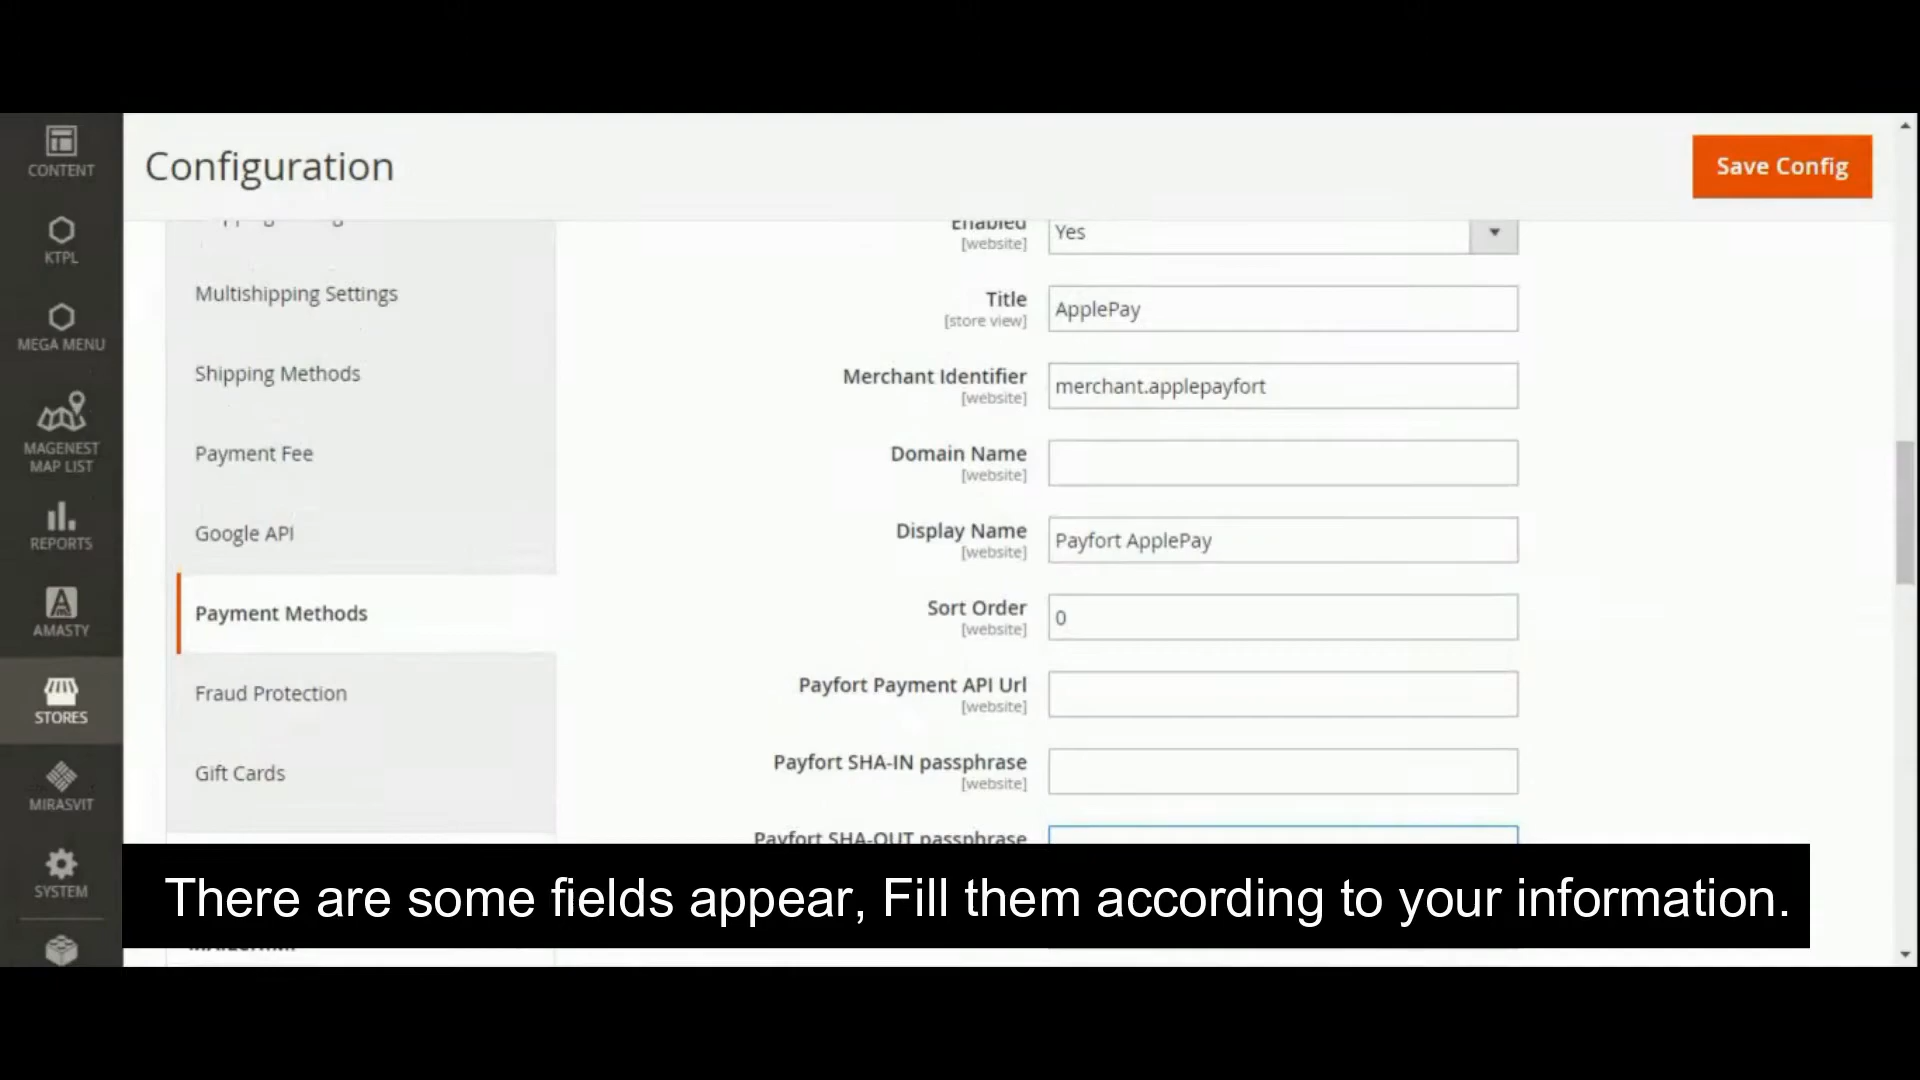 CONTENT
KTPL
MEGA MENU
MAGENEST
MAP LIST
REPORTS
AMASTY
STORES
MIRASVIT
SYSTEM
Configuration
Save Config
Multishipping Settings
Shipping Methods
Payment Fee
Google API
Payment Methods
Fraud Protection
Gift Cards
Enabled
[website]
Yes
Title
[store view]
ApplePay
Merchant Identifier
[website]
merchant.applepayfort
Domain Name
[website]
Display Name
[website]
Payfort ApplePay
Sort Order
[website]
0
Payfort Payment API Url
[website]
Payfort SHA-IN passphrase
[website]
Payfort SHA-OUT passphrase
There are some fields appear, Fill them according to your information.